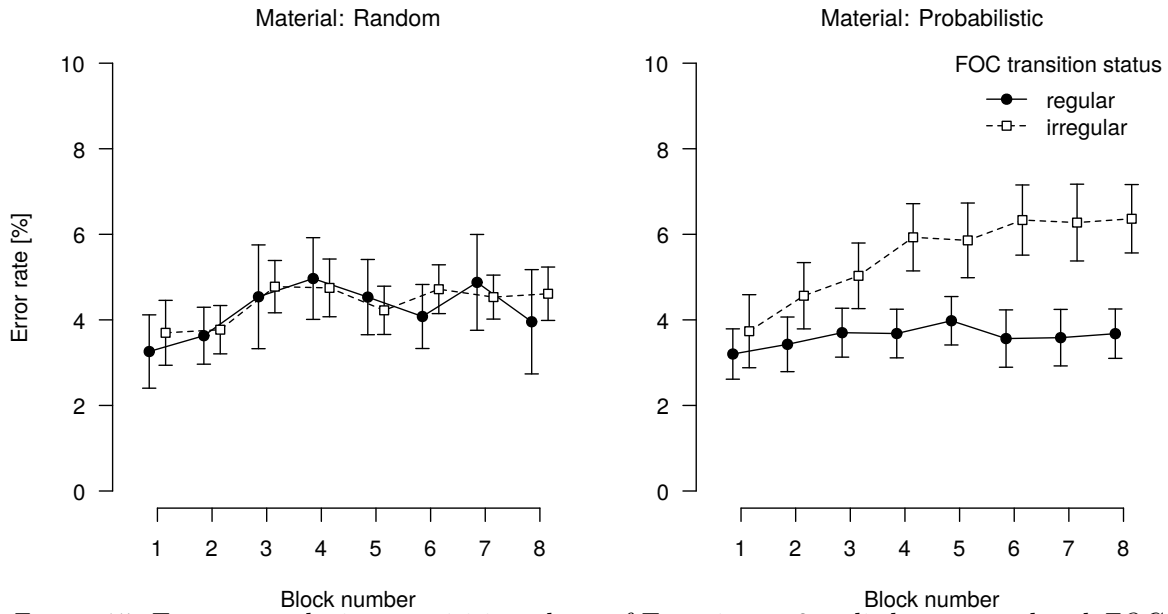 Material: Random
Error rate [%]
10
8
6
4
2
0
1 2 3 4 5 6 7 8
Block number
Material: Probabilistic
FOC transition status
regular
irregular
10
8
6
4
2
0
1 2 3 4 5 6 7 8
Block number